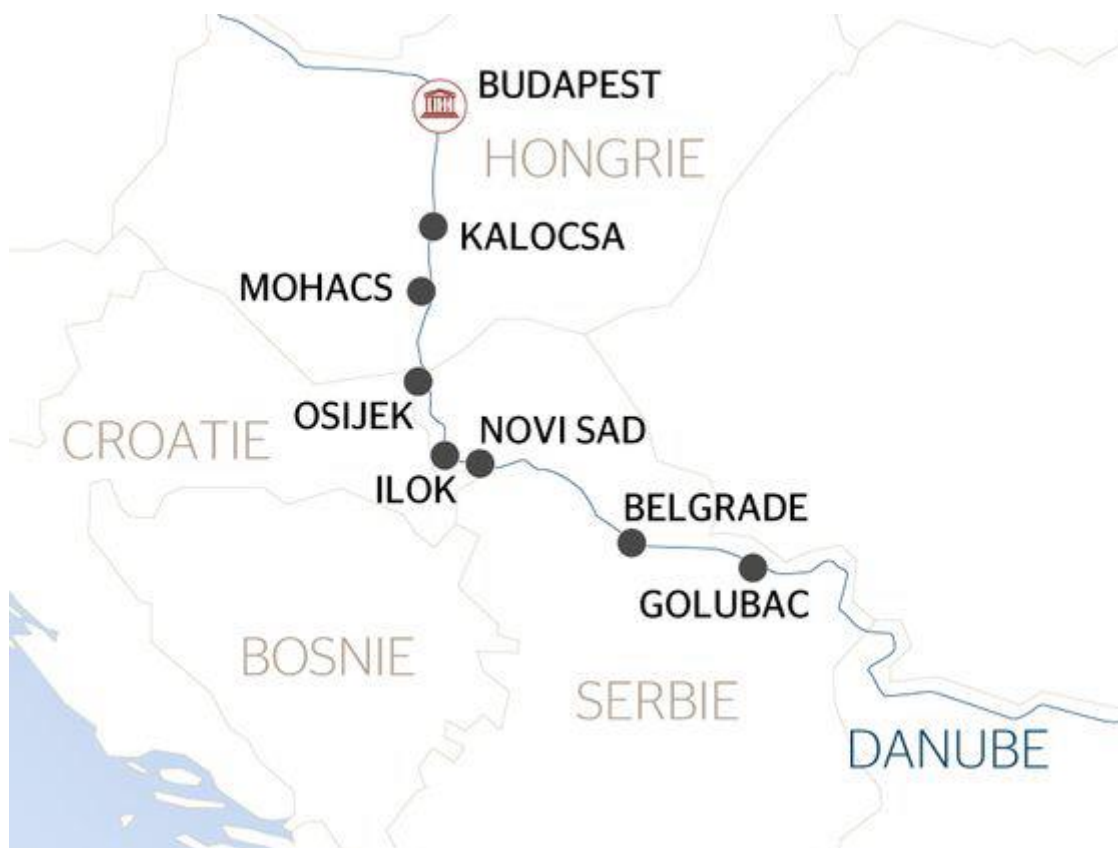 BUDAPEST
HONGRIE
KALOCSA
MOHACS
OSIJEK
CROATIE
NOVI SAD
ILOK
BELGRADE
GOLUBAC
BOSNIE
SERBIE
DANUBE